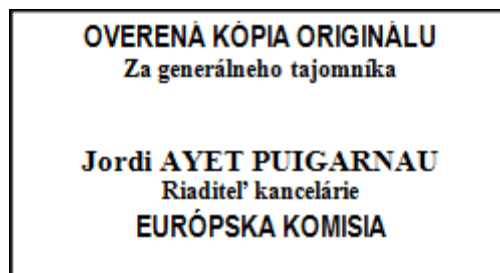 OVERENÁ KÓPIA ORIGINÁLU
Za generálneho tajomníka
Jordi AYET PUIGARNAU
Riaditeľ kancelárie
EURÓPSKA KOMISIA